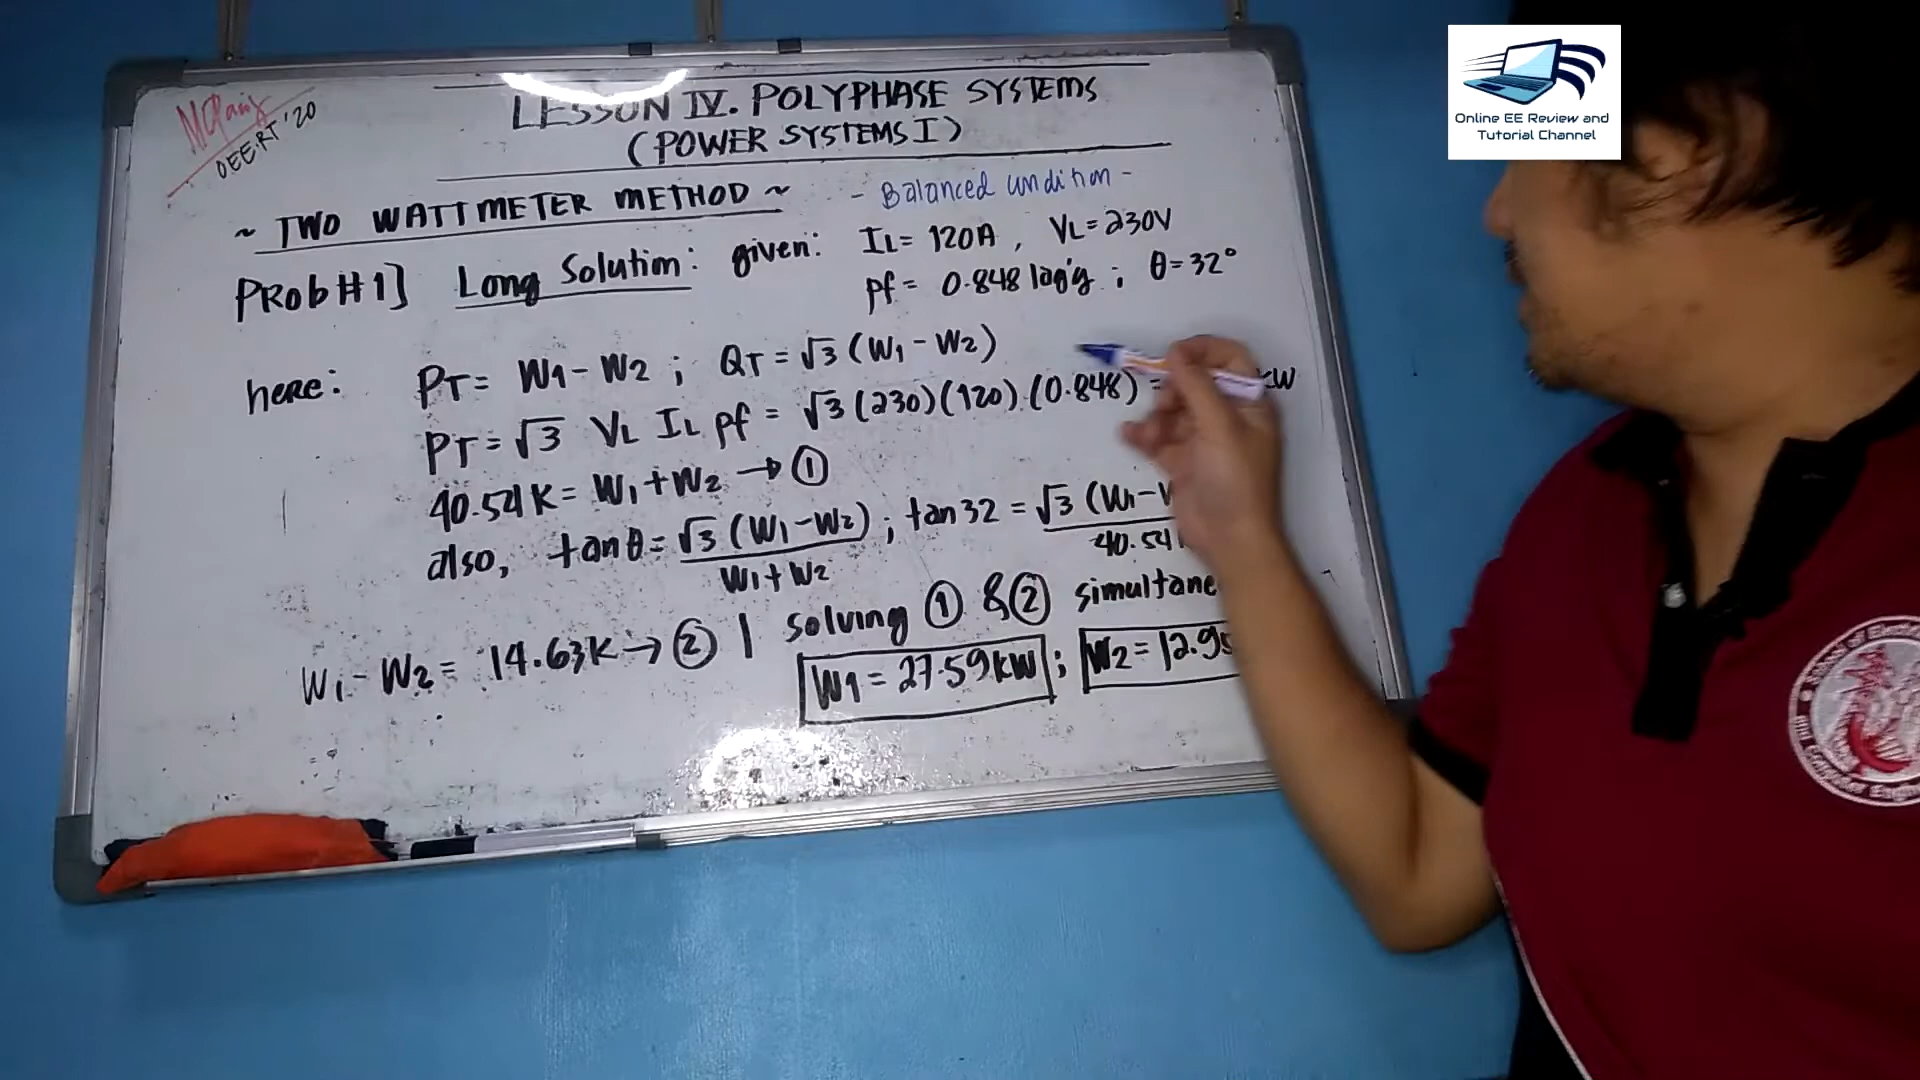 LESSON IV. POLYPHASE SYSTEMS
(POWER SYSTEMS I)
OEERT '20
Online EE Review and
Tutorial Channel
~ TWO WATTMETER METHOD ~ - Balanced condition -
PROB#1] Long Solution: given: IL = 120A , VL = 230V
pf = 0.848 lag'g ; θ = 32°
here: PT = W1 - W2 ; QT = √3 (W1 - W2)
PT = √3 VL IL pf = √3 (230)(120)(0.848) = kW
40.54K = W1 + W2 → ①
also, tanθ = √3 (W1 - W2) / W1 + W2 ; tan 32 = √3 (W1 - W / 40.54
W1 - W2 = 14.63K → ② | solving ① & ② simultane
W1 = 27.59kW ; W2 = 12.9